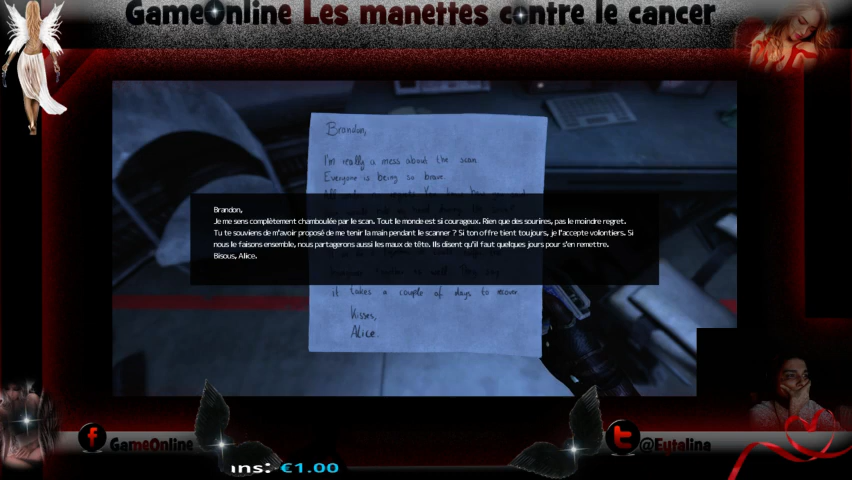 GameOnline Les manettes contre le cancer
Brandon,
I'm really a mess about the scan
Everyone is being so brave.
Brandon,
Je me sens complètement chamboulée par le scan. Tout le monde est si courageux. Rien que des sourires, pas le moindre regret.
Tu te souviens de m'avoir proposé de me tenir la main pendant le scanner ? Si ton offre tient toujours, je l'accepte volontiers. Si
nous le faisons ensemble, nous partagerons aussi les maux de tête. Ils disent qu'il faut quelques jours pour s'en remettre.
Bisous, Alice.
it takes a couple of days to recover.
Kisses,
Alice.
GameOnline
@Eutalina
ans: €1.00